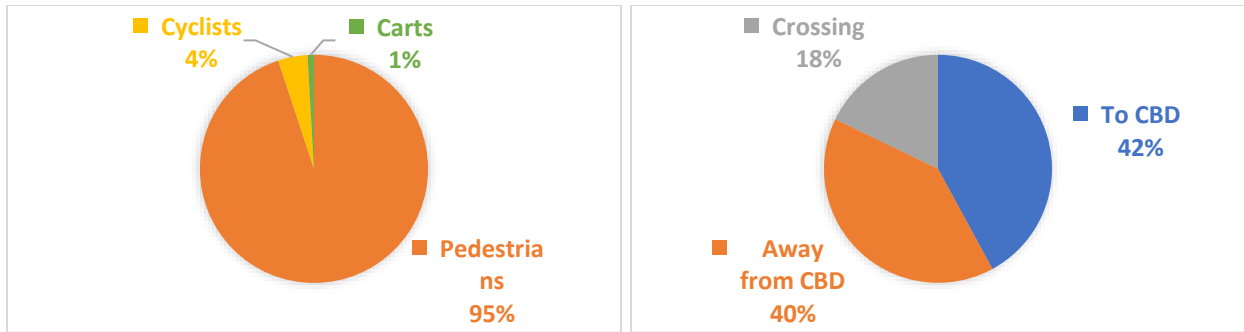 Cyclists
4%
Carts
1%
Pedestria
ns
95%
Crossing
18%
To CBD
42%
Away
from CBD
40%